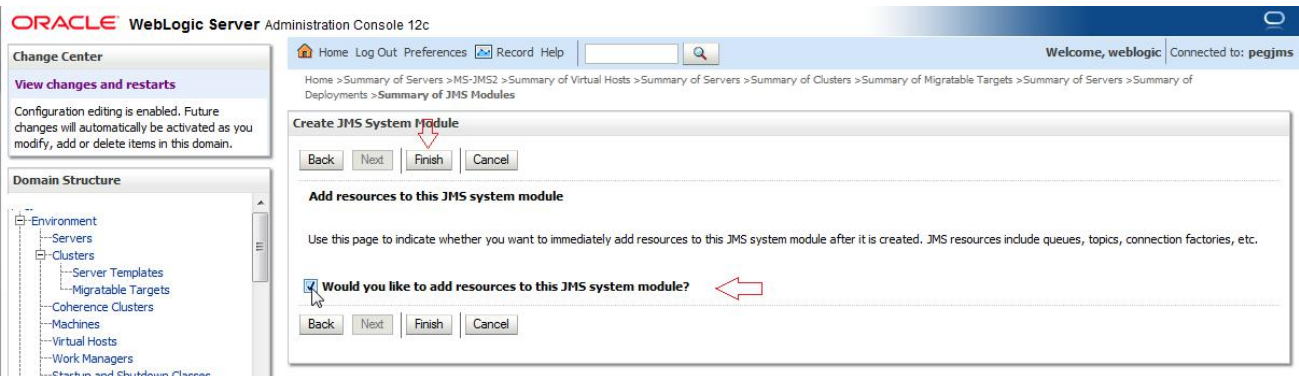 ORACLE WebLogic Server Administration Console 12c
Change Center
View changes and restarts
Configuration editing is enabled. Future
changes will automatically be activated as you
modify, add or delete items in this domain.
Domain Structure
Environment
Servers
Clusters
Server Templates
Migratable Targets
Coherence Clusters
Machines
Virtual Hosts
Work Managers
Startup and Shutdown Classes
Home Log Out Preferences Record Help
Welcome, weblogic Connected to: pegjms
Home >Summary of Servers >MS-JMS2 >Summary of Virtual Hosts >Summary of Servers >Summary of Clusters >Summary of Migratable Targets >Summary of Servers >Summary of
Deployments >Summary of JMS Modules
Create JMS System Module
Back Next Finish Cancel
Add resources to this JMS system module
Use this page to indicate whether you want to immediately add resources to this JMS system module after it is created. JMS resources include queues, topics, connection factories, etc.
Would you like to add resources to this JMS system module?
Back Next Finish Cancel